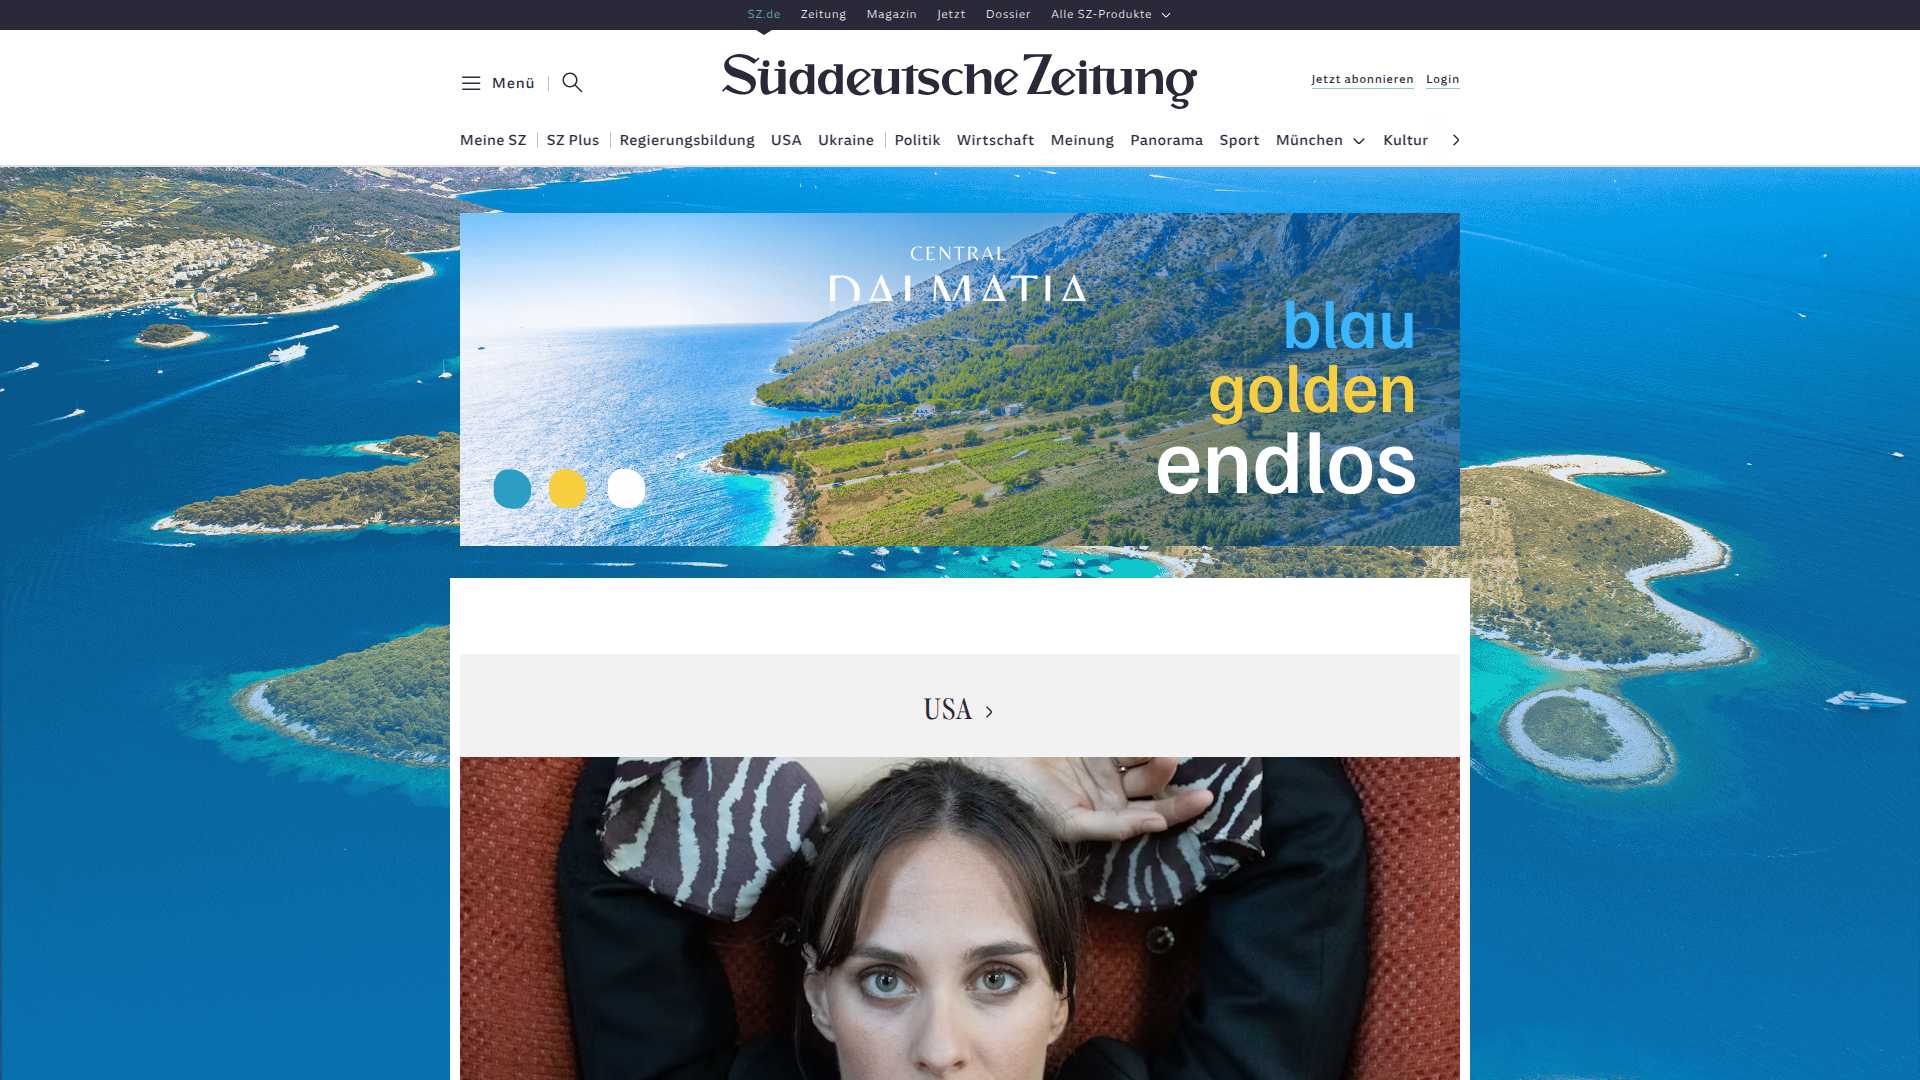 SZ.de Zeitung Magazin Jetzt Dossier Alle SZ-Produkte
Menü
Süddeutsche Zeitung
Jetzt abonnieren Login
Meine SZ SZ Plus Regierungsbildung USA Ukraine Politik Wirtschaft Meinung Panorama Sport München Kultur
CENTRAL
DALMATIA
blau
golden
endlos
USA